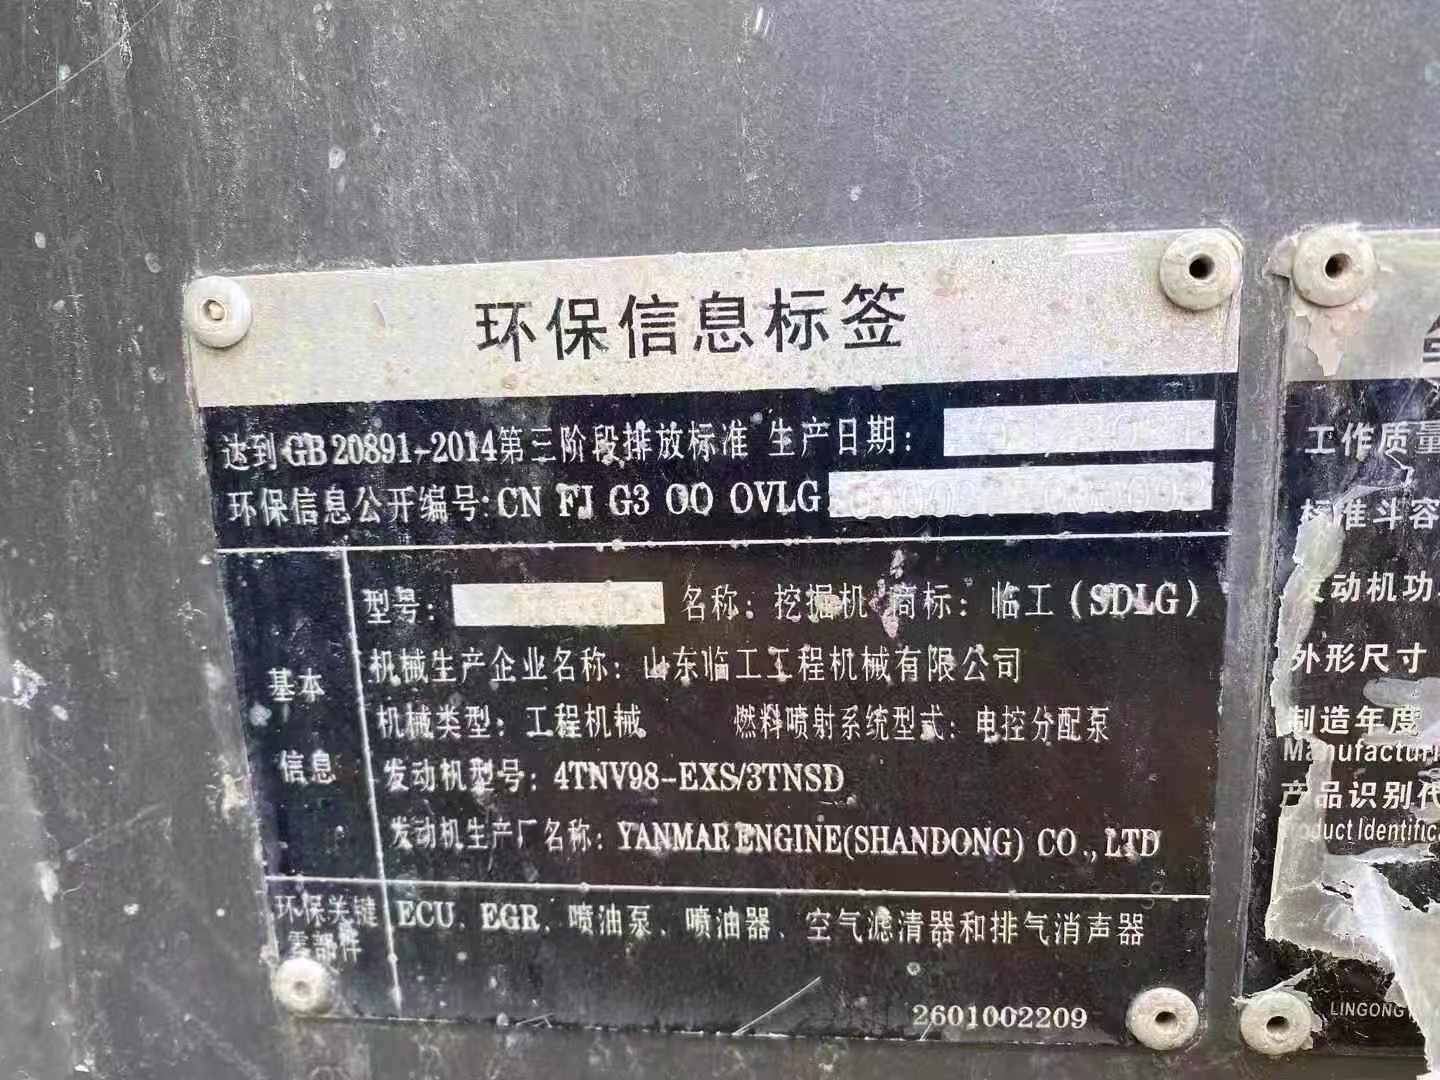 环保信息标签
达到GB 20891-2014第三阶段排放标准 生产日期:
环保信息公开编号: CN FJ G3 00 0VLG
型号: 名称: 挖掘机 商标: 临工(SDLG)
机械生产企业名称: 山东临工工程机械有限公司
基本
机械类型: 工程机械 燃料喷射系统型式: 电控分配泵
信息
发动机型号: 4TNV98-EXS/3TNSD
发动机生产厂名称: YANMAR ENGINE(SHANDONG) CO., LTD
环保关键
零部件
ECU、EGR、喷油泵、喷油器、空气滤清器和排气消声器
2601002209
工作质量
标准斗容
发动机功
外形尺寸
制造年度
Manufacturi
产品识别代
oduct Identifica
LINGONG